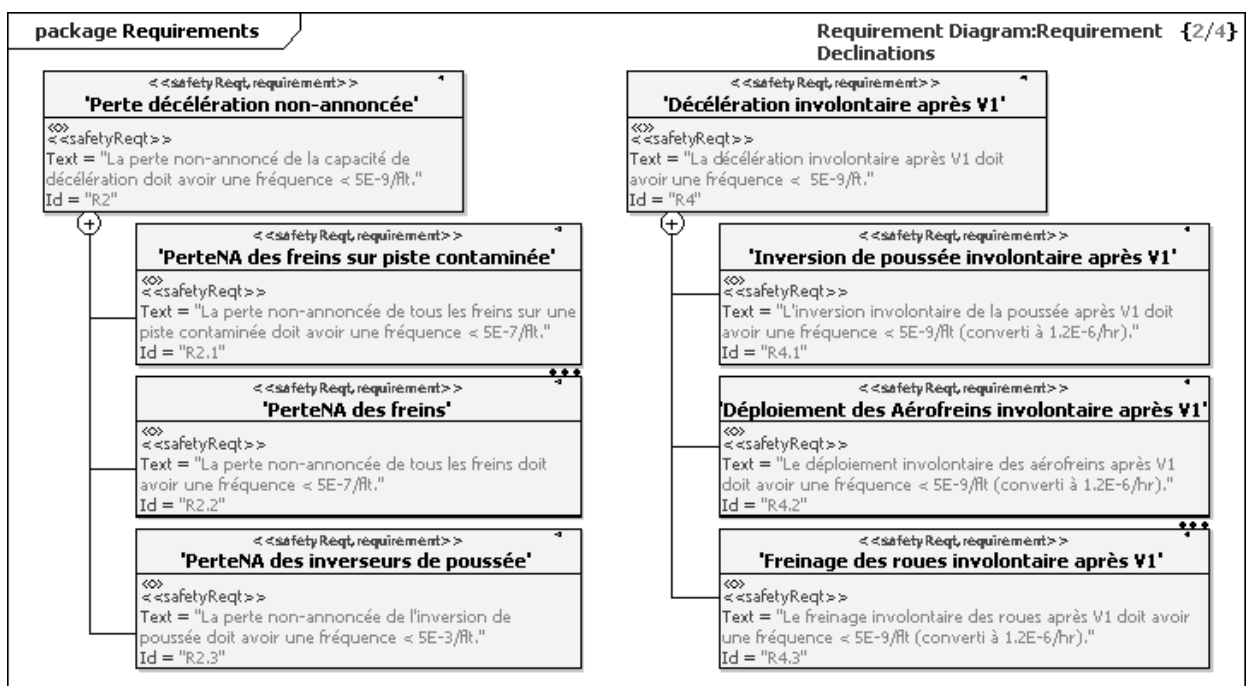 package Requirements
Requirement Diagram:Requirement {2/4}
Declinations
<<safetyReqt,requirement>>
'Perte décélération non-annoncée'
<<safetyReqt>>
Text = "La perte non-annoncé de la capacité de
décélération doit avoir une fréquence < 5E-9/flt."
Id = "R2"
<<safetyReqt,requirement>>
'PerteNA des freins sur piste contaminée'
<<safetyReqt>>
Text = "La perte non-annoncée de tous les freins sur une
piste contaminée doit avoir une fréquence < 5E-7/flt."
Id = "R2.1"
<<safetyReqt,requirement>>
'PerteNA des freins'
<<safetyReqt>>
Text = "La perte non-annoncée de tous les freins doit
avoir une fréquence < 5E-7/flt."
Id = "R2.2"
<<safetyReqt,requirement>>
'PerteNA des inverseurs de poussée'
<<safetyReqt>>
Text = "La perte non-annoncée de l'inversion de
poussée doit avoir une fréquence < 5E-3/flt."
Id = "R2.3"
<<safetyReqt,requirement>>
'Décélération involontaire après V1'
<<safetyReqt>>
Text = "La décélération involontaire après V1 doit
avoir une fréquence < 5E-9/flt."
Id = "R4"
<<safetyReqt,requirement>>
'Inversion de poussée involontaire après V1'
<<safetyReqt>>
Text = "L'inversion involontaire de la poussée après V1 doit
avoir une fréquence < 5E-9/flt (converti à 1.2E-6/hr)."
Id = "R4.1"
<<safetyReqt,requirement>>
'Déploiement des Aérofreins involontaire après V1'
<<safetyReqt>>
Text = "Le déploiement involontaire des aérofreins après V1
doit avoir une fréquence < 5E-9/flt (converti à 1.2E-6/hr)."
Id = "R4.2"
<<safetyReqt,requirement>>
'Freinage des roues involontaire après V1'
<<safetyReqt>>
Text = "Le freinage involontaire des roues après V1 doit avoir
une fréquence < 5E-9/flt (converti à 1.2E-6/hr)."
Id = "R4.3"